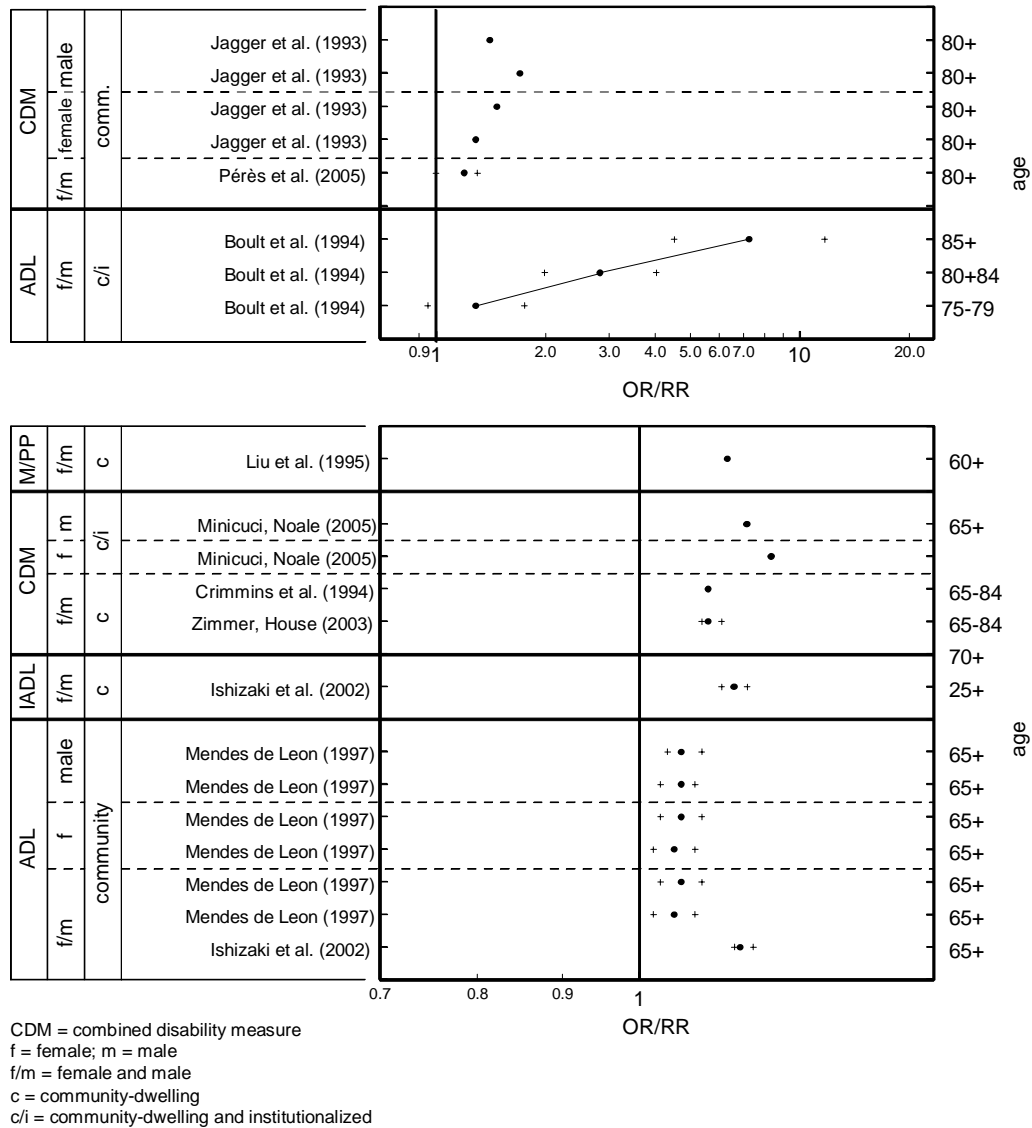 CDM
male
female
f/m
comm.
Jagger et al. (1993) 80+
Jagger et al. (1993) 80+
Jagger et al. (1993) 80+
Jagger et al. (1993) 80+
Pérès et al. (2005) 80+
age
ADL
f/m
c/i
Boult et al. (1994) 85+
Boult et al. (1994) 80+84
Boult et al. (1994) 75-79
0.9 1 2.0 3.0 4.0 5.0 6.0 7.0 10 20.0
OR/RR
M/PP
f/m
c
Liu et al. (1995) 60+
CDM
m
f
f/m
c/i
c
Minicuci, Noale (2005) 65+
Minicuci, Noale (2005)
Crimmins et al. (1994) 65-84
Zimmer, House (2003) 65-84
70+
IADL
f/m
c
Ishizaki et al. (2002) 25+
age
ADL
male
f
f/m
community
Mendes de Leon (1997) 65+
Mendes de Leon (1997) 65+
Mendes de Leon (1997) 65+
Mendes de Leon (1997) 65+
Mendes de Leon (1997) 65+
Mendes de Leon (1997) 65+
Ishizaki et al. (2002) 65+
0.7 0.8 0.9 1
OR/RR
CDM = combined disability measure
f = female; m = male
f/m = female and male
c = community-dwelling
c/i = community-dwelling and institutionalized